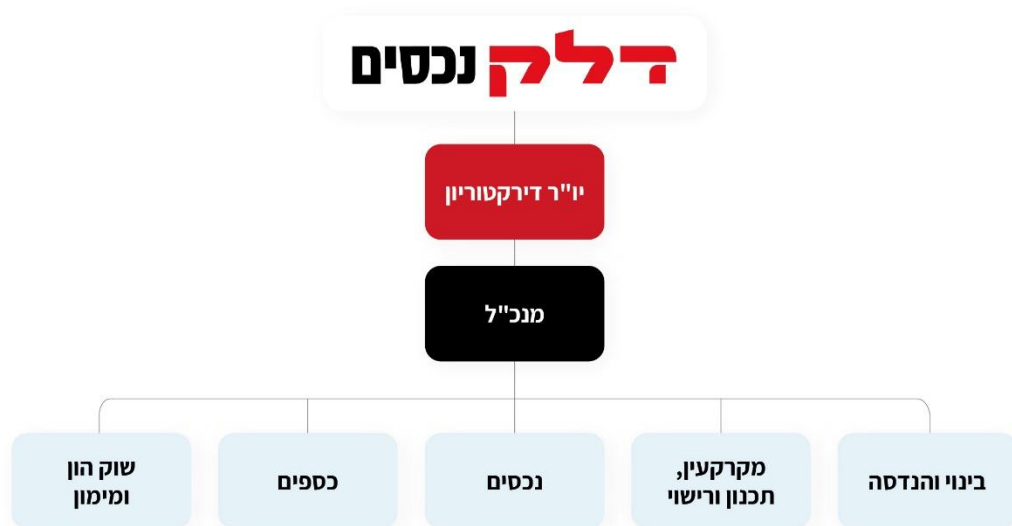 דלק נכסים
יו"ר דירקטוריון
מנכ"ל
בינוי והנדסה
מקרקעין,
תכנון ורישוי
נכסים
כספים
שוק הון
ומימון